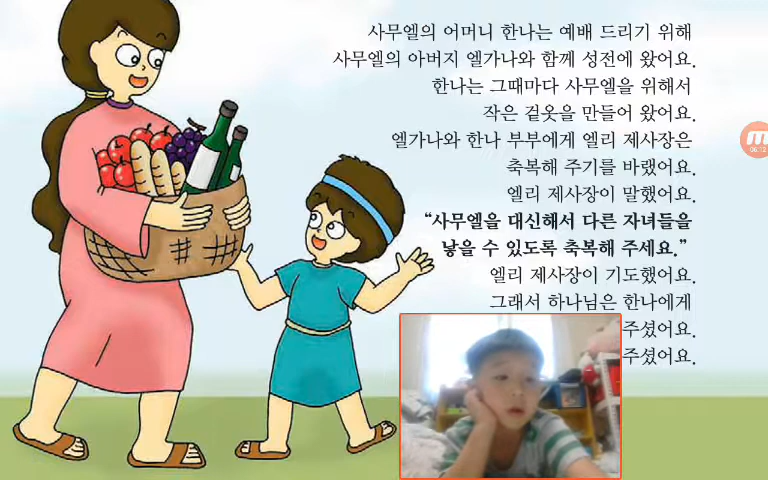 사무엘의 어머니 한나는 예배 드리기 위해
사무엘의 아버지 엘가나와 함께 성전에 왔어요.
한나는 그때마다 사무엘을 위해서
작은 겉옷을 만들어 왔어요.
엘가나와 한나 부부에게 엘리 제사장은
축복해 주기를 바랬어요.
엘리 제사장이 말했어요.
“사무엘을 대신해서 다른 자녀들을
낳을 수 있도록 축복해 주세요.”
엘리 제사장이 기도했어요.
그래서 하나님은 한나에게
주셨어요.
주셨어요.